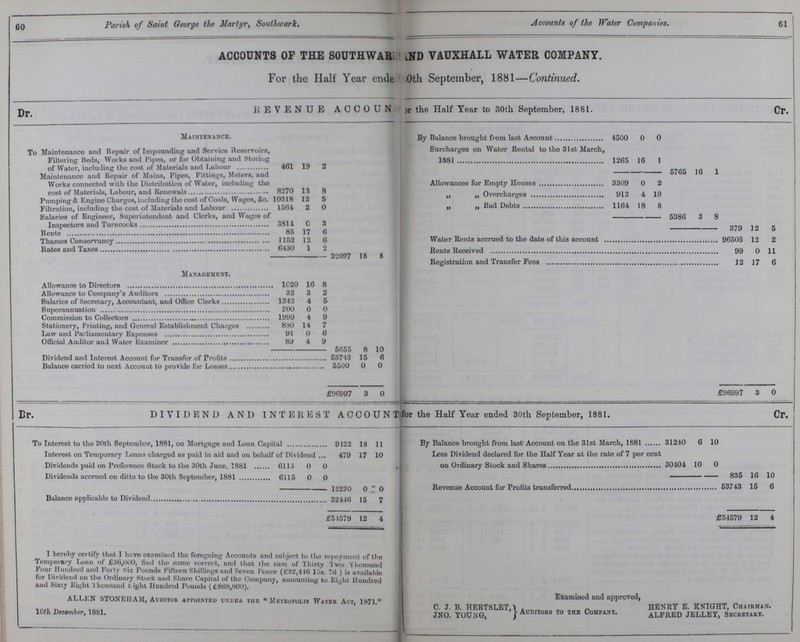 60
Parish of Saint George the Martyr, Southwark.
Accounts of the Water Companies.
61
ACCOUNTS OF THE SOUTHWAR ND VAUXHALL WATER COMPANY.
For the Half Year ende 0th September, 1881—Continued.
Dr.
REVENUE ACCOUN
or the Half Year to 30th September, 1881.
Cr.
MAINTENANCE.
To Maintenance and Repair of Impounding and Service Reservoirs,
Filtering Beds, Works and Pipes, or for Obtaining and Storing
of Water, including the cost of Materials and Labour 461 19 2
Maintenance and Repair of Mains, Pipes, Fittings, Meters, and
Works connected with the Distribution of Water, including the
cost of Materials, Labour, and Renewals 8270 13 8
Pumping & Engine Charges, including the cost of Coals, Wages, &c. 10318 12 5
Filtration, including the cost of Materials and Labour 1564 2 0
Salaries of Engineer, Superintendent and Clerks, and Wages of
Inspectors and Turncocks 3814 0 3
Rents 85 17 6
Thames Conservancy 1152 12 6
Rates and Taxes 6430 1 2
32097 18 8
MANAGEMENT.
Allowance to Directors 1020 16 8
Allowance to Company's Auditors 32 3 2
Salaries of Secretary, Accountant, and Office Clerks 1342 4 5
Superannuation 200 0 0
Commission to Collectors 1999 4 9
Stationery, Printing, and General Establishment Charges 880 14 7
Law and Parliamentary Expenses 91 0 6
Official Auditor and Water Examiner 89 4 9
5655 8 10
Dividend and Interest Account for Transfer of Profits 53743 15 6
Balance carried to next Account to provide for Losses 5500 0 0
£96997 3 0
By Balance brought from last Account 4500 0 0
Surcharges on Water Rental to the 31st March,
1881 1265 16 1
5765 16 1
Allowances for Empty Houses 3309 0 2
„ „ Overcharges 912 4 10
„ „ Bad Debts 1164 18 8
5386 3 8
379 12 5
Water Rents accrued to the date of this account 96505 12 2
Rents Received 99 0 11
Registration and Transfer Fees 12 17 6
£96997 3 0
Dr.
DIVIDEND AND INTEREST ACCOUNT for the Half Year ended 30th September, 1881.
Cr.
To Interest to the 30th September, 1881, on Mortgage and Loan Capital 9122 18 11
Interest on Temporary Loans charged as paid in aid and on behalf of Dividend ... 479 17 10
Dividends paid on Preference Stock to the 30th June, 1881 6115 0 0
Dividends accrued on ditto to the 30th September, 1881 6115 0 0
12230 0 0
Balance applicable to Dividend 32446 15 7
£54579 12 4
By Balance brought from last Account on the 31st March, 1881 31240 6 10
Less Dividend declared for the Half Year at the rate of 7 per cent
on Ordinary Stock and Shares 30404 10 0
835 16 10
Revenue Account for Profits transferred 53743 15 6
£54579 12 4
I hereby certify that I have examined the foregoing Accounts and subject to the repayment of the
Temporary Loan of £36,000, find the same correct, and that the sum of Thirty Two Thousand
Four Hundred and Forty Six Pounds Fifteen Shillings and Seven Pence (£32,446 15s. 7d ) is available
for Dividend on the Ordinary Stock and Share Capital of the Company, amounting to Eight Hundred
and Sixty Eight Thousand Eight Hundred Pounds (£868,800).
ALLEN STONEHAM, AUDITOR APPOINTED UNDER THE "METROPOLIS WATER ACT, 1871."
10th December, 1881.
Examined and approved,
C. J. B. HERTSLET,
JNO. YOUNG,
} AUDITORS TO THE COMPANY.
HENRY E. KNIGHT, CHAIRMAN.
ALFRED JELLEY, SECRETARY.